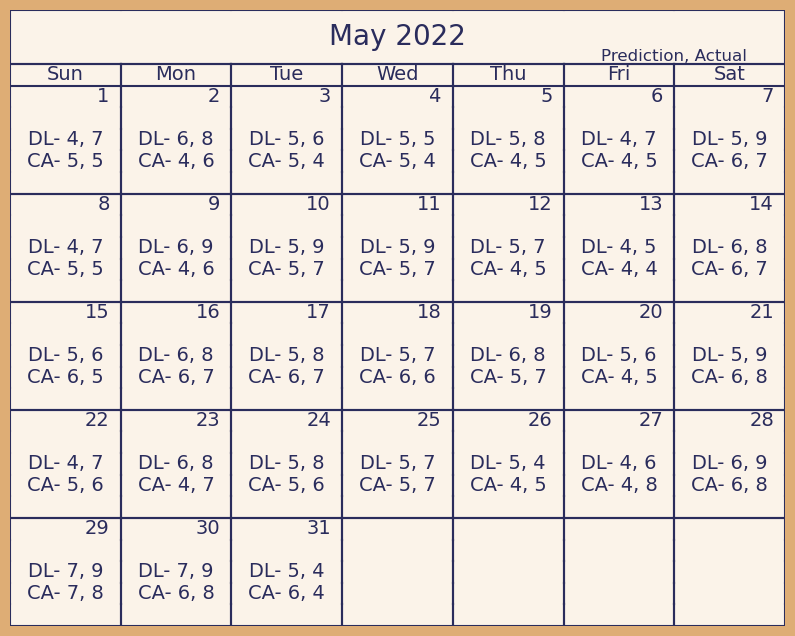 May 2022
Prediction, Actual
Sun Mon Tue Wed Thu Fri Sat
1 2 3 4 5 6 7
DL- 4, 7 DL- 6, 8 DL- 5, 6 DL- 5, 5 DL- 5, 8 DL- 4, 7 DL- 5, 9
CA- 5, 5 CA- 4, 6 CA- 5, 4 CA- 5, 4 CA- 4, 5 CA- 4, 5 CA- 6, 7
8 9 10 11 12 13 14
DL- 4, 7 DL- 6, 9 DL- 5, 9 DL- 5, 9 DL- 5, 7 DL- 4, 5 DL- 6, 8
CA- 5, 5 CA- 4, 6 CA- 5, 7 CA- 5, 7 CA- 4, 5 CA- 4, 4 CA- 6, 7
15 16 17 18 19 20 21
DL- 5, 6 DL- 6, 8 DL- 5, 8 DL- 5, 7 DL- 6, 8 DL- 5, 6 DL- 5, 9
CA- 6, 5 CA- 6, 7 CA- 6, 7 CA- 6, 6 CA- 5, 7 CA- 4, 5 CA- 6, 8
22 23 24 25 26 27 28
DL- 4, 7 DL- 6, 8 DL- 5, 8 DL- 5, 7 DL- 5, 4 DL- 4, 6 DL- 6, 9
CA- 5, 6 CA- 4, 7 CA- 5, 6 CA- 5, 7 CA- 4, 5 CA- 4, 8 CA- 6, 8
29 30 31
DL- 7, 9 DL- 7, 9 DL- 5, 4
CA- 7, 8 CA- 6, 8 CA- 6, 4